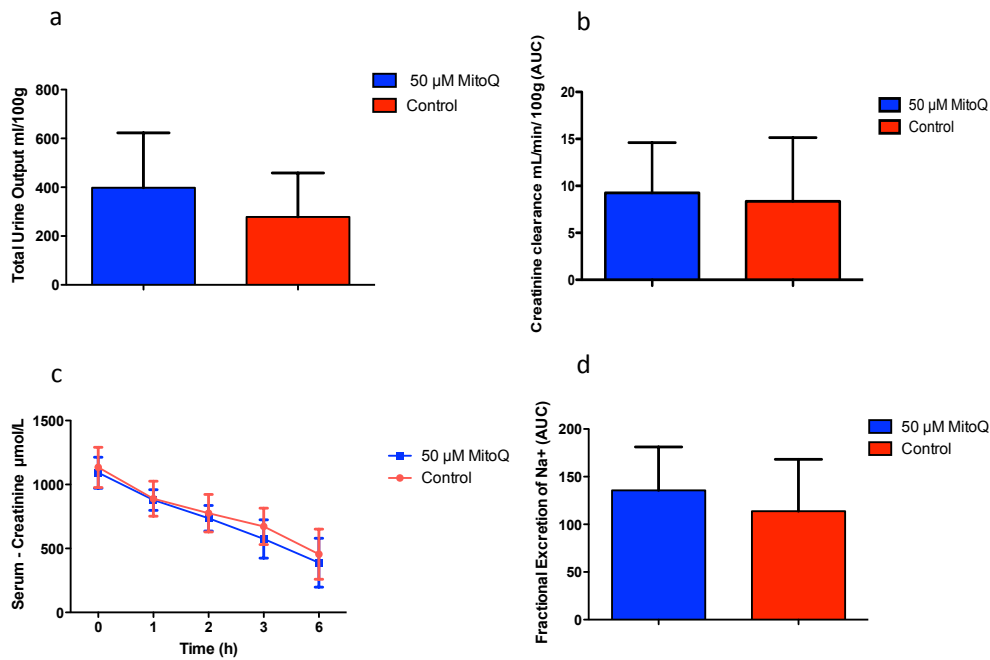 a
Total Urine Output ml/100g
800
600
400
200
0
50 µM MitoQ
Control
b
Creatinine clearance mL/min/ 100g (AUC)
20
15
10
5
0
50 µM MitoQ
Control
c
Serum - Creatinine µmol/L
1500
1000
500
0
0 1 2 3 6
Time (h)
50 µM MitoQ
Control
d
Fractional Excretion of Na+ (AUC)
200
150
100
50
0
50 µM MitoQ
Control